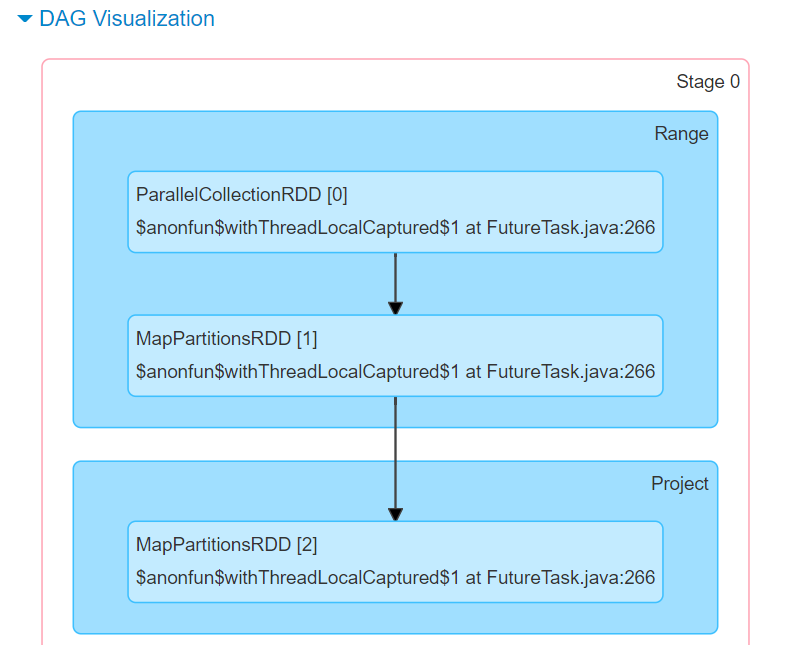 DAG Visualization
Stage 0
Range
ParallelCollectionRDD [0]
$anonfun$withThreadLocalCaptured$1 at FutureTask.java:266
MapPartitionsRDD [1]
$anonfun$withThreadLocalCaptured$1 at FutureTask.java:266
Project
MapPartitionsRDD [2]
$anonfun$withThreadLocalCaptured$1 at FutureTask.java:266